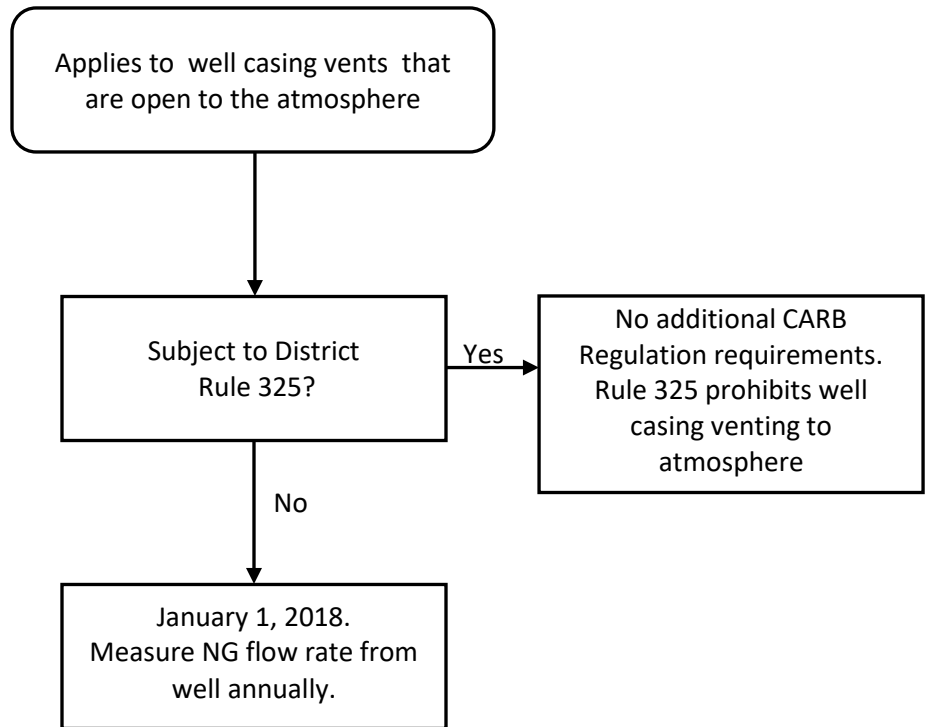 Applies to well casing vents that
are open to the atmosphere
Subject to District
Rule 325?
Yes
No additional CARB
Regulation requirements.
Rule 325 prohibits well
casing venting to
atmosphere
No
January 1, 2018.
Measure NG flow rate from
well annually.